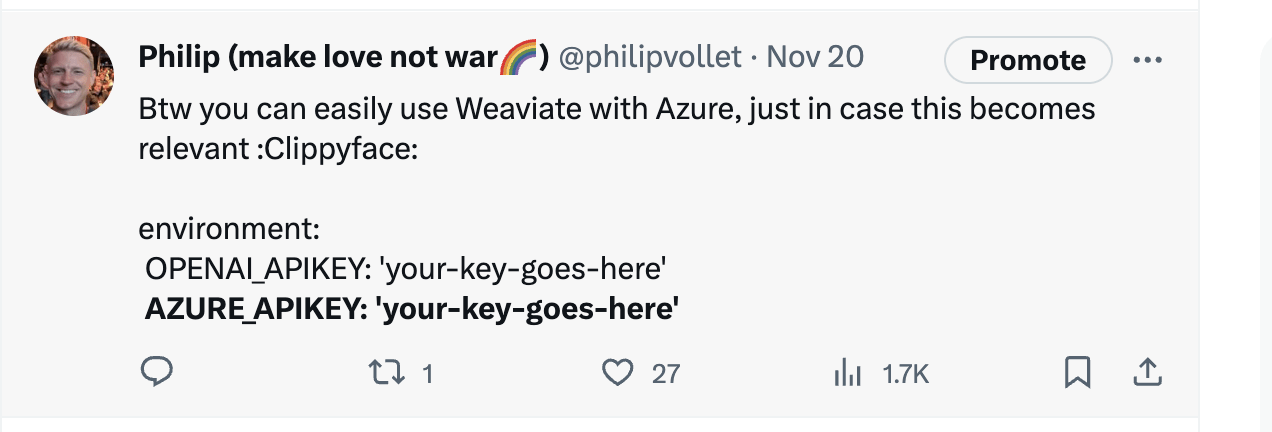 Philip (make love not war🌈) @philipvollet · Nov 20
Promote
Btw you can easily use Weaviate with Azure, just in case this becomes
relevant :Clippyface:
environment:
OPENAI_APIKEY: 'your-key-goes-here'
AZURE_APIKEY: 'your-key-goes-here'
1 27 1.7K